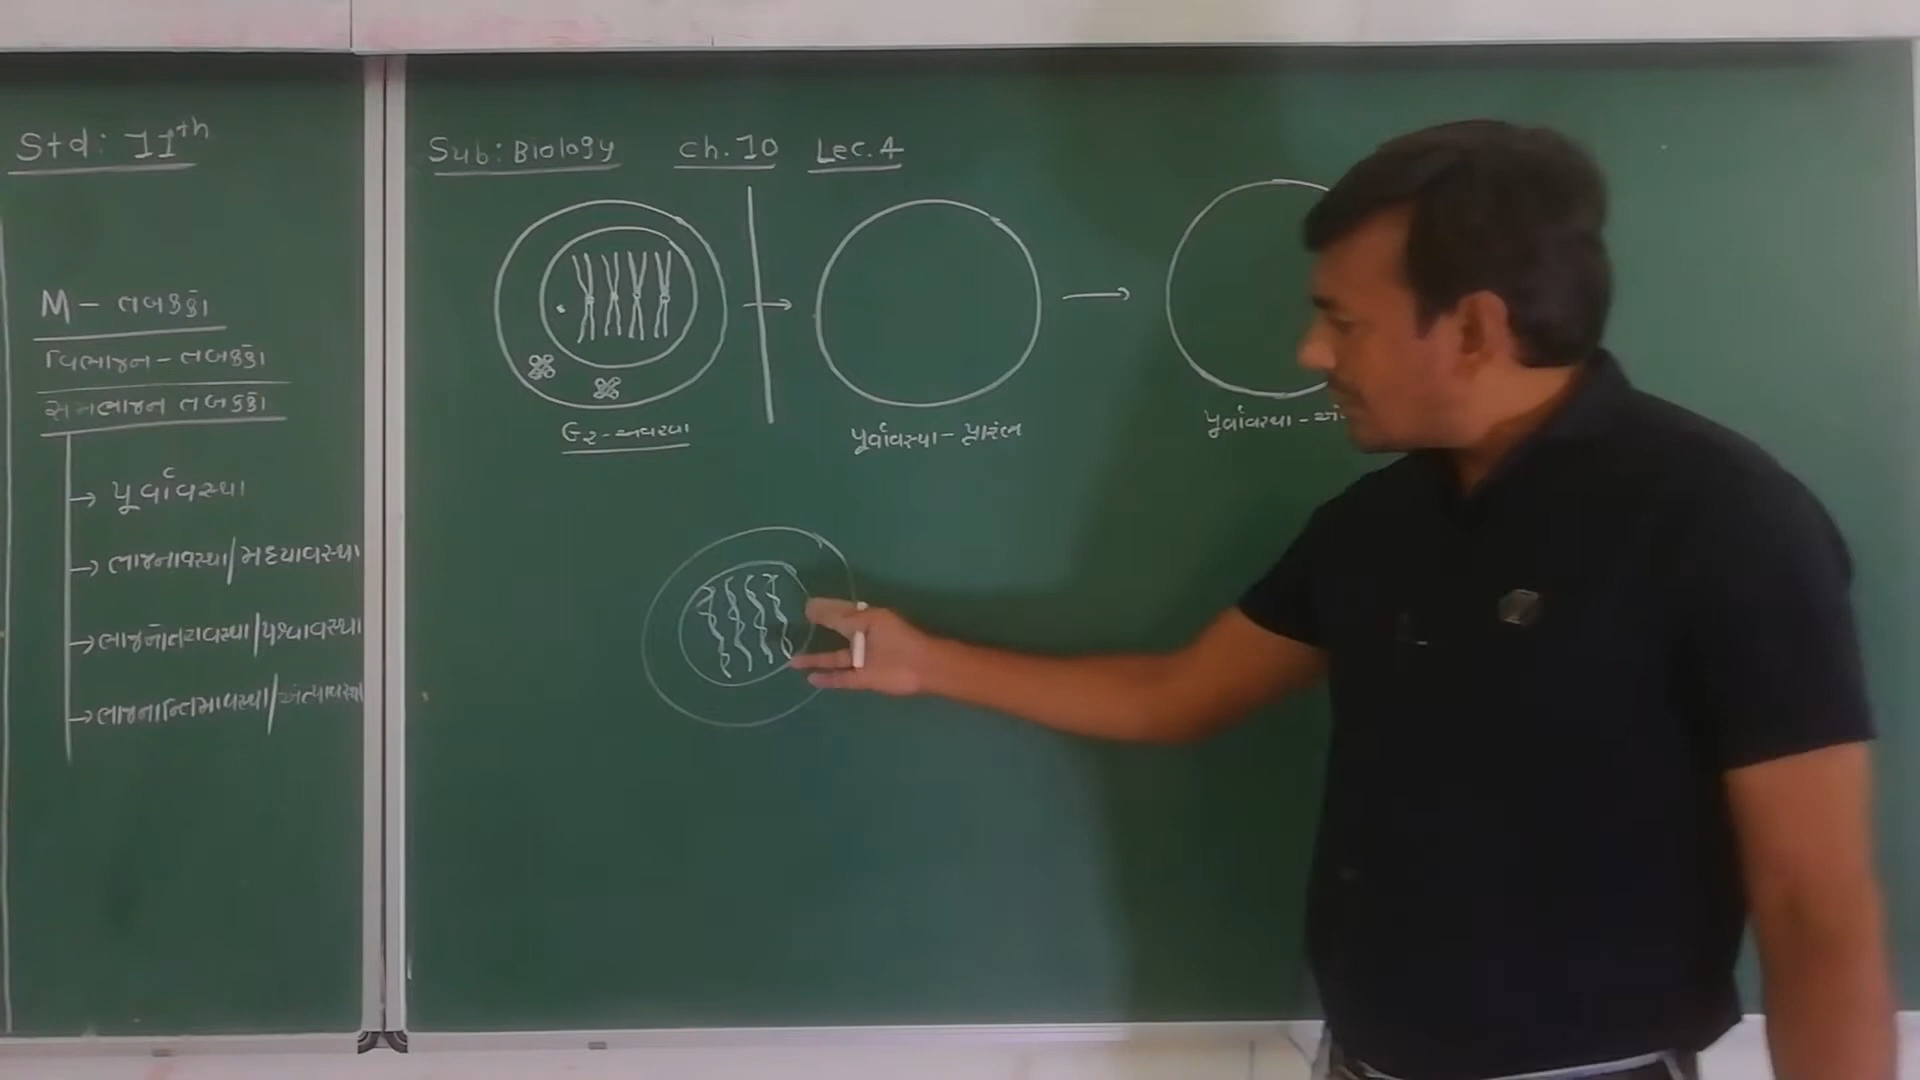 Std: 11th
M - તબક્કો
વિભાજન - તબક્કો
સમભાજન તબક્કો
→ પૂર્વાવસ્થા
→ ભાજનાવસ્થા/મધ્યાવસ્થા
→ ભાજનોતરાવસ્થા/પશ્ચાવસ્થા
→ ભાજનાન્તિમાવસ્થા/અંત્યાવસ્થા
Sub: Biology Ch. 10 Lec. 4
G2 - અવસ્થા
પૂર્વાવસ્થા - પ્રારંભ
પૂર્વાવસ્થા -